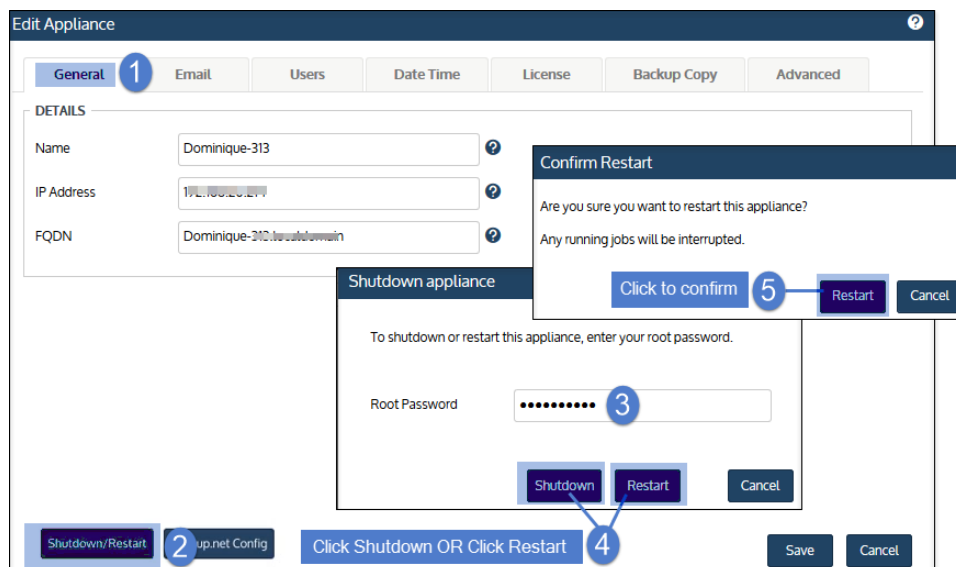 Edit Appliance
General 1 Email Users Date Time License Backup Copy Advanced
DETAILS
Name Dominique-313
IP Address
FQDN Dominique-
Confirm Restart
Are you sure you want to restart this appliance?
Any running jobs will be interrupted.
Click to confirm 5 Restart Cancel
Shutdown appliance
To shutdown or restart this appliance, enter your root password.
Root Password •••••••••• 3
Shutdown Restart Cancel
Shutdown/Restart 2 up.net Config Click Shutdown OR Click Restart 4 Save Cancel